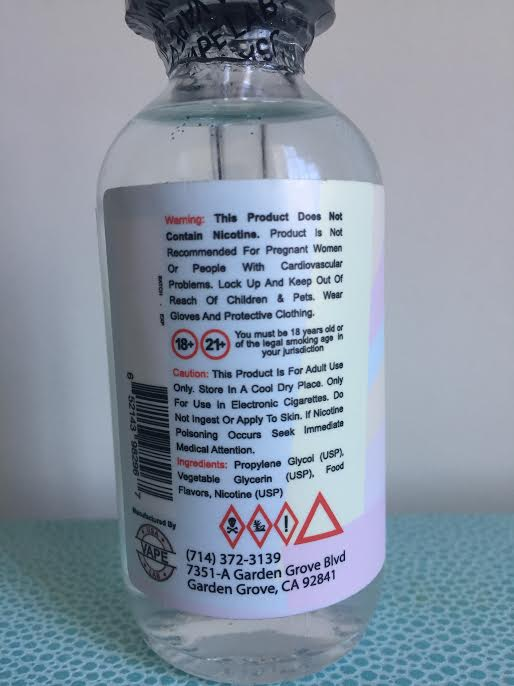 VAPE LAB
Warning: This Product Does Not
Contain Nicotine. Product Is Not
Recommended For Pregnant Women
Or People With Cardiovascular
Problems. Lock Up And Keep Out Of
Reach Of Children & Pets. Wear
Gloves And Protective Clothing.
BATCH - EXP
18+ 21+
You must be 18 years old or
of the legal smoking age in
your jurisdiction
Caution: This Product Is For Adult Use
Only. Store In A Cool Dry Place. Only
For Use In Electronic Cigarettes. Do
Not Ingest Or Apply To Skin. If Nicotine
Poisoning Occurs Seek Immediate
Medical Attention.
Ingredients: Propylene Glycol (USP),
Vegetable Glycerin (USP), Food
Flavors, Nicotine (USP)
6 52143 98296 7
!
Manufactured By
USA
VAPE
LAB
(714) 372-3139
7351-A Garden Grove Blvd
Garden Grove, CA 92841